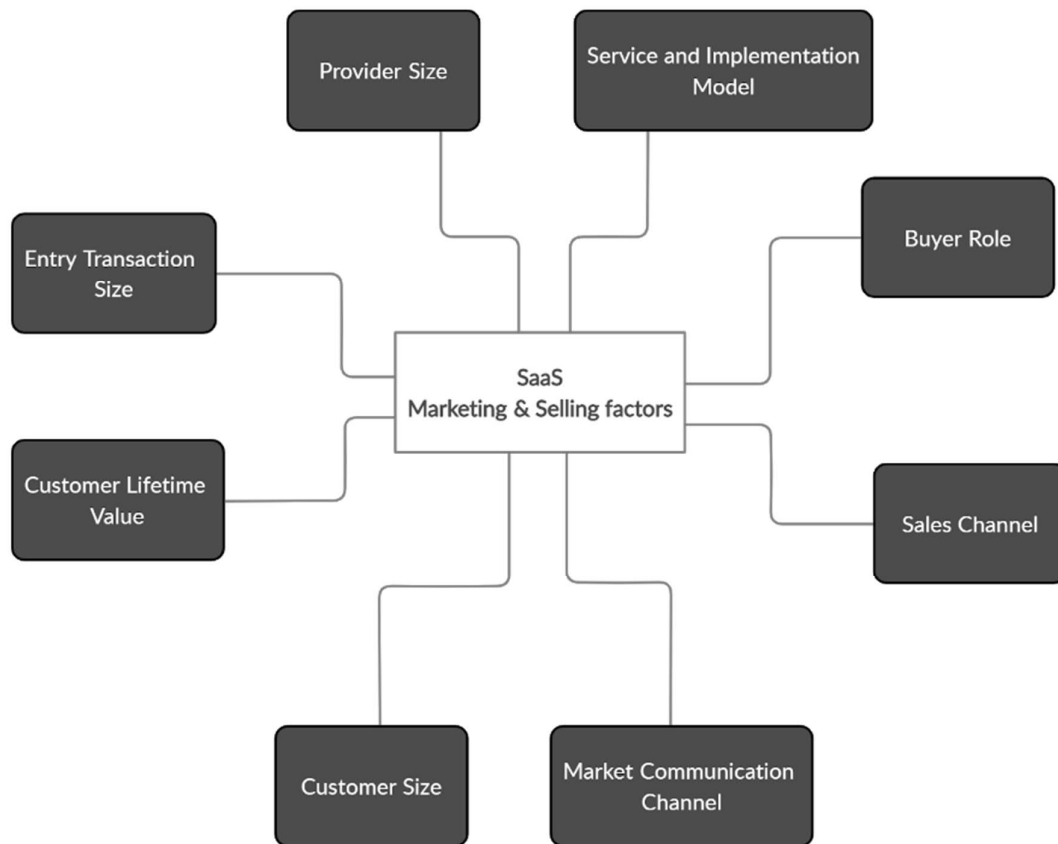 Provider Size
Service and Implementation
Model
Buyer Role
Entry Transaction
Size
SaaS
Marketing & Selling factors
Customer Lifetime
Value
Sales Channel
Customer Size
Market Communication
Channel